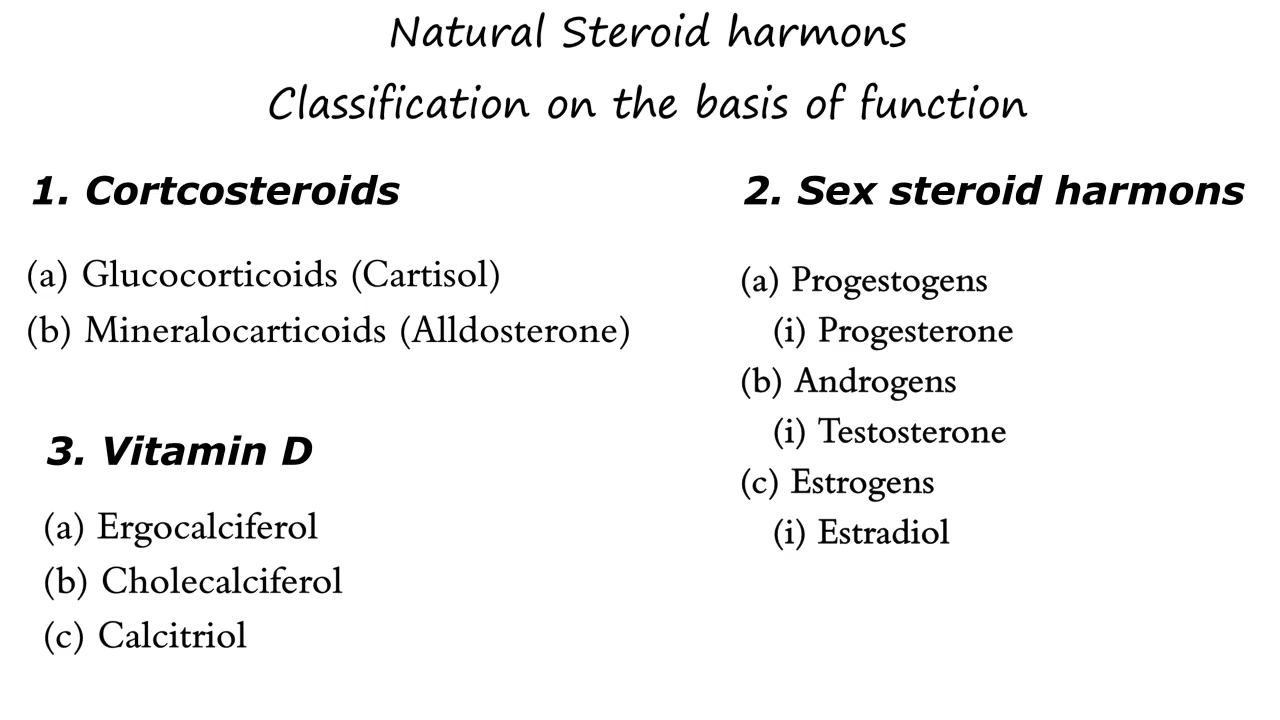 Natural Steroid harmons
Classification on the basis of function
1. Cortcosteroids
(a) Glucocorticoids (Cartisol)
(b) Mineralocarticoids (Alldosterone)
2. Sex steroid harmons
(a) Progestogens
(i) Progesterone
(b) Androgens
(i) Testosterone
(c) Estrogens
(i) Estradiol
3. Vitamin D
(a) Ergocalciferol
(b) Cholecalciferol
(c) Calcitriol